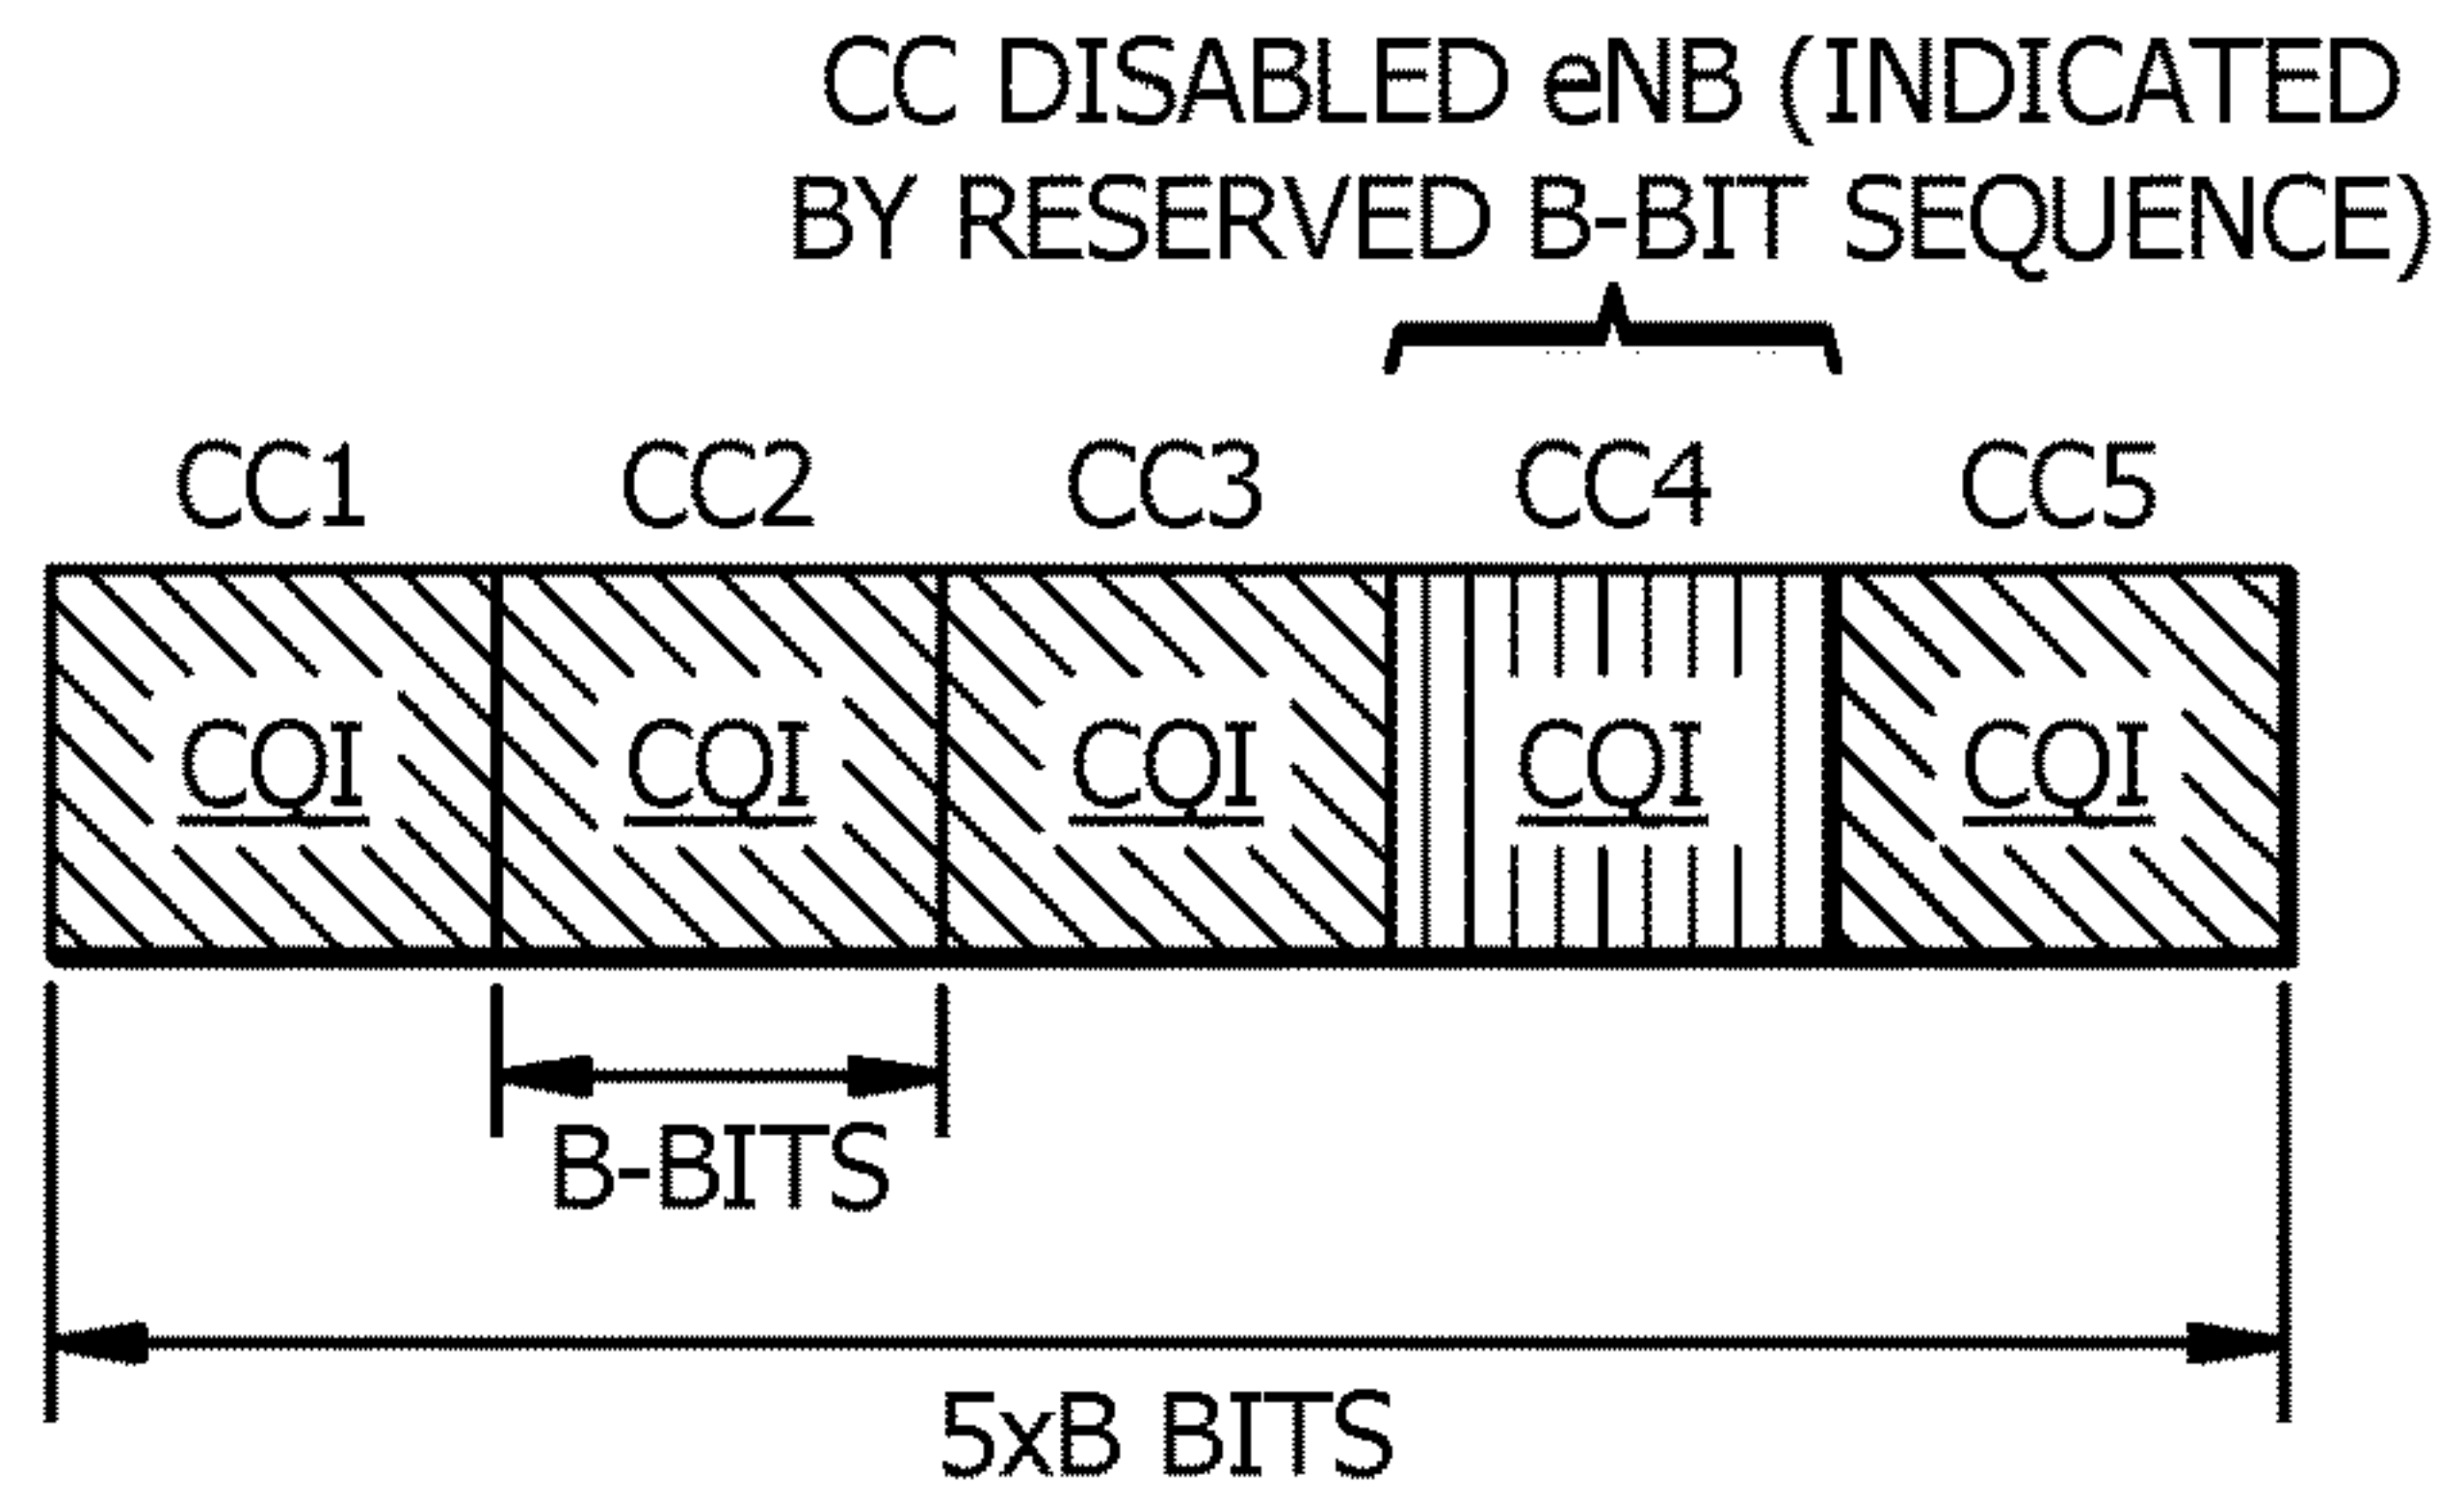 CC DISABLED eNB (INDICATED
BY RESERVED B-BIT SEQUENCE)
CC1 CC2 CC3 CC4 CC5
CQI CQI CQI CQI CQI
B-BITS
5xB BITS